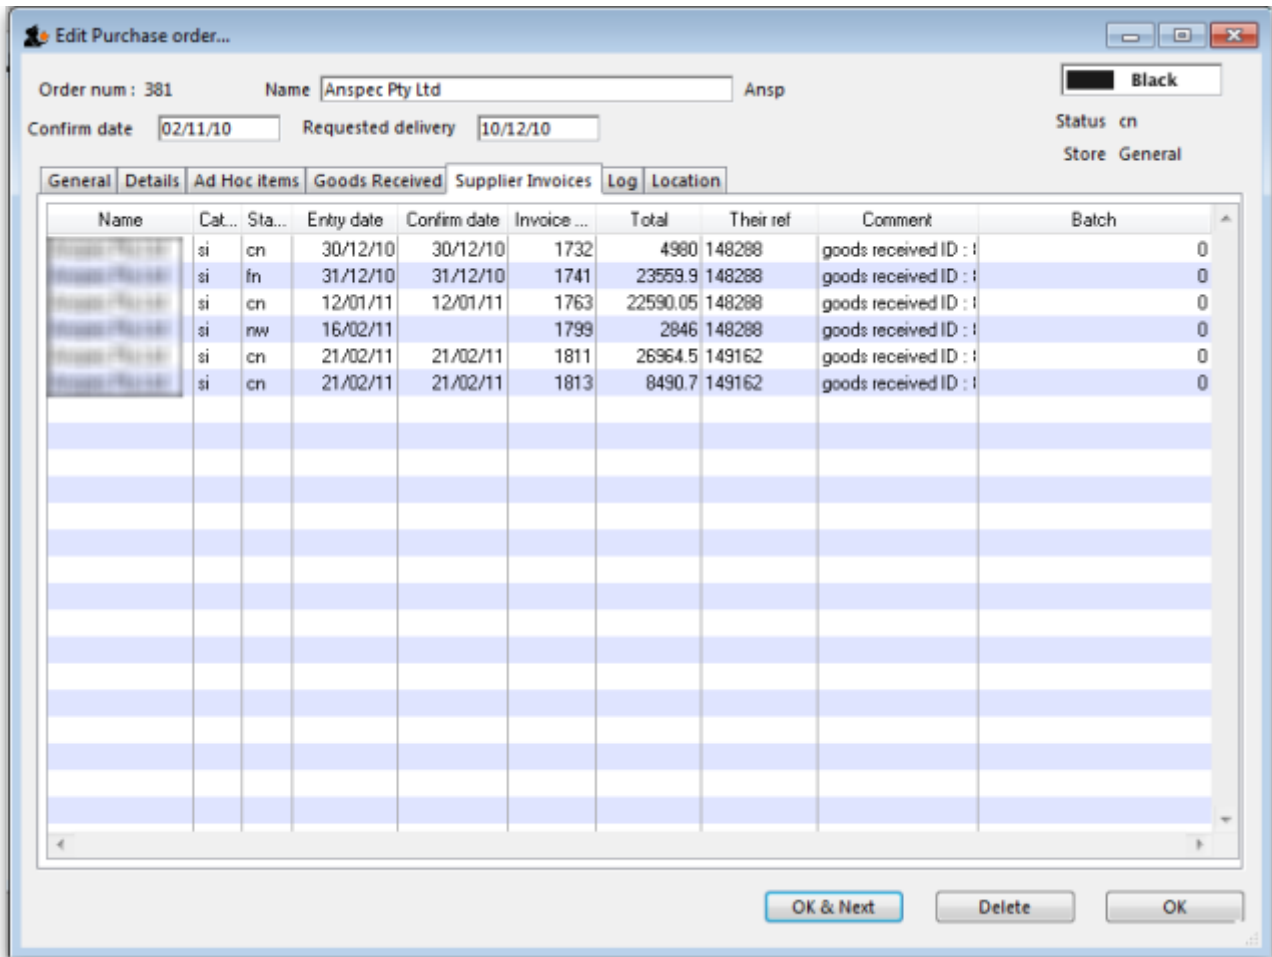 Edit Purchase order...
Order num : 381 Name Anspec Pty Ltd Ansp Black
Confirm date 02/11/10 Requested delivery 10/12/10 Status cn
Store General
General Details Ad Hoc items Goods Received Supplier Invoices Log Location
Name Cat... Sta... Entry date Confirm date Invoice ... Total Their ref Comment Batch
si cn 30/12/10 30/12/10 1732 4980 148288 goods received ID : 0
si fn 31/12/10 31/12/10 1741 23559.9 148288 goods received ID : 0
si cn 12/01/11 12/01/11 1763 22590.05 148288 goods received ID : 0
si nw 16/02/11 1799 2846 148288 goods received ID : 0
si cn 21/02/11 21/02/11 1811 26964.5 149162 goods received ID : 0
si cn 21/02/11 21/02/11 1813 8490.7 149162 goods received ID : 0
OK & Next Delete OK